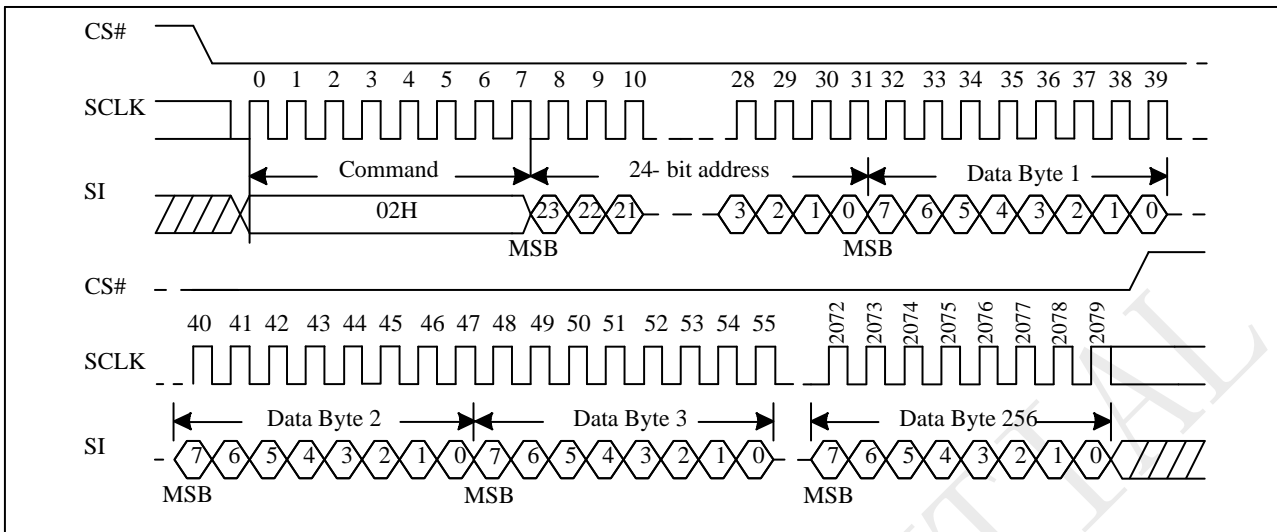 CS#
0 1 2 3 4 5 6 7 8 9 10 28 29 30 31 32 33 34 35 36 37 38 39
SCLK
Command 24- bit address Data Byte 1
SI
02H 23 22 21 3 2 1 0 7 6 5 4 3 2 1 0
MSB MSB
CS#
40 41 42 43 44 45 46 47 48 49 50 51 52 53 54 55 2072 2073 2074 2075 2076 2077 2078 2079
SCLK
Data Byte 2 Data Byte 3 Data Byte 256
SI
7 6 5 4 3 2 1 0 7 6 5 4 3 2 1 0 7 6 5 4 3 2 1 0
MSB MSB MSB
TIAL